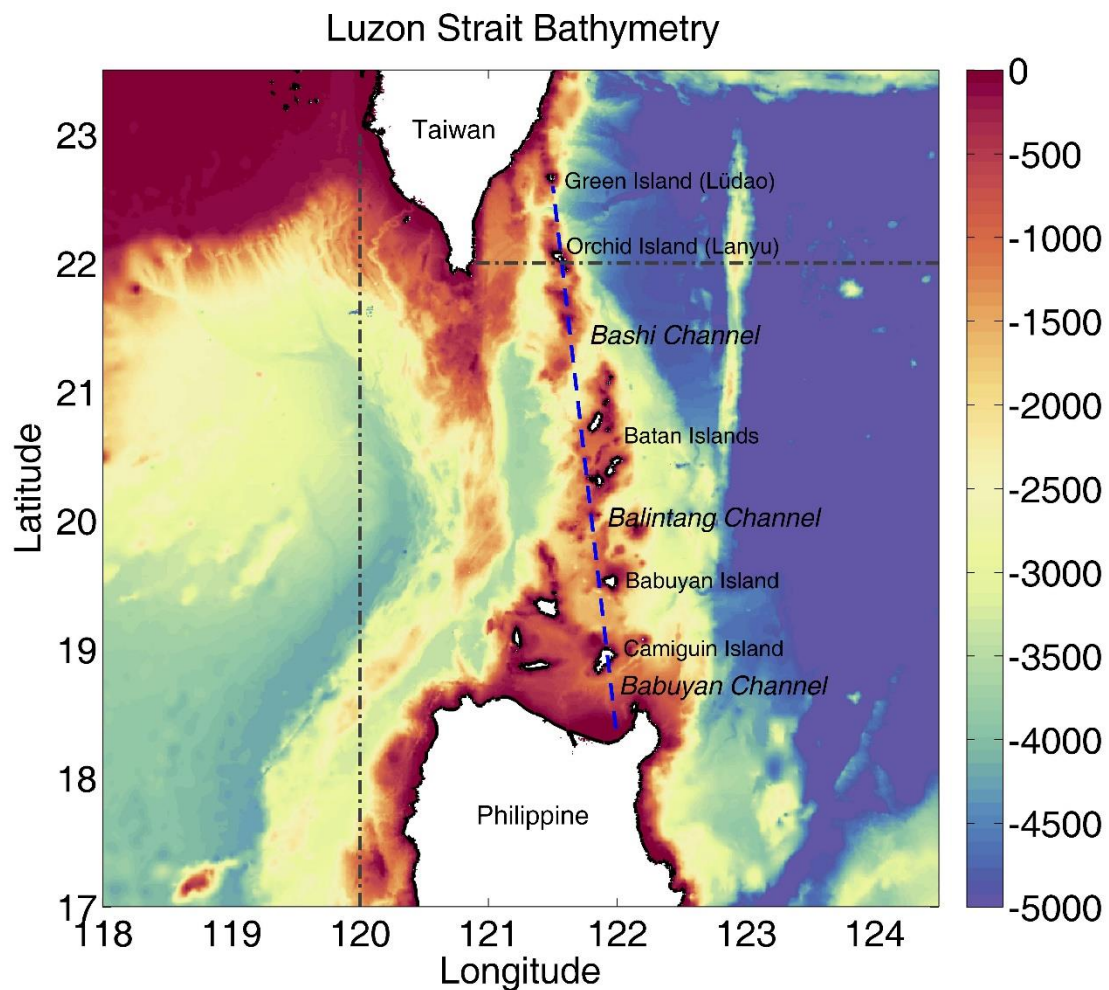 Luzon Strait Bathymetry
Taiwan
Green Island (Lüdao)
Orchid Island (Lanyu)
Bashi Channel
Batan Islands
Balintang Channel
Babuyan Island
Camiguin Island
Babuyan Channel
Philippine
Latitude
23
22
21
20
19
18
17
118
119
120
121
122
123
124
Longitude
0
-500
-1000
-1500
-2000
-2500
-3000
-3500
-4000
-4500
-5000